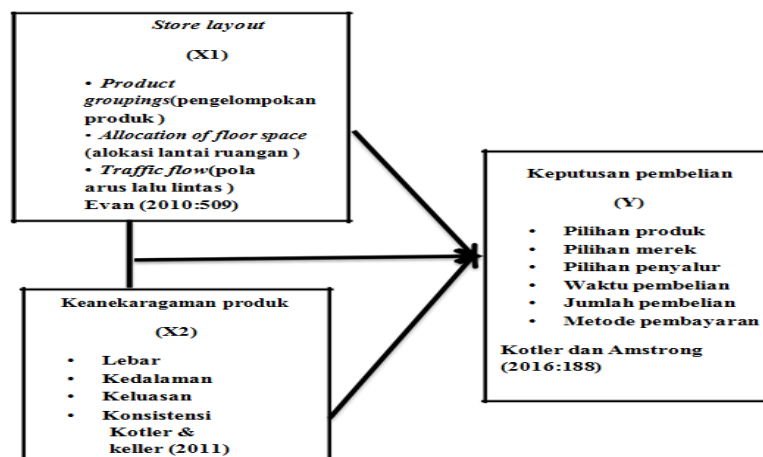 Store layout
(X1)
• Product
groupings(pengelompokan
produk )
• Allocation of floor space
(alokasi lantai ruangan )
• Traffic flow(pola
arus lalu lintas )
Evan (2010:509)
Keanekaragaman produk
(X2)
• Lebar
• Kedalaman
• Keluasan
• Konsistensi
Kotler &
keller (2011)
Keputusan pembelian
(Y)
• Pilihan produk
• Pilihan merek
• Pilihan penyalur
• Waktu pembelian
• Jumlah pembelian
• Metode pembayaran
Kotler dan Amstrong
(2016:188)